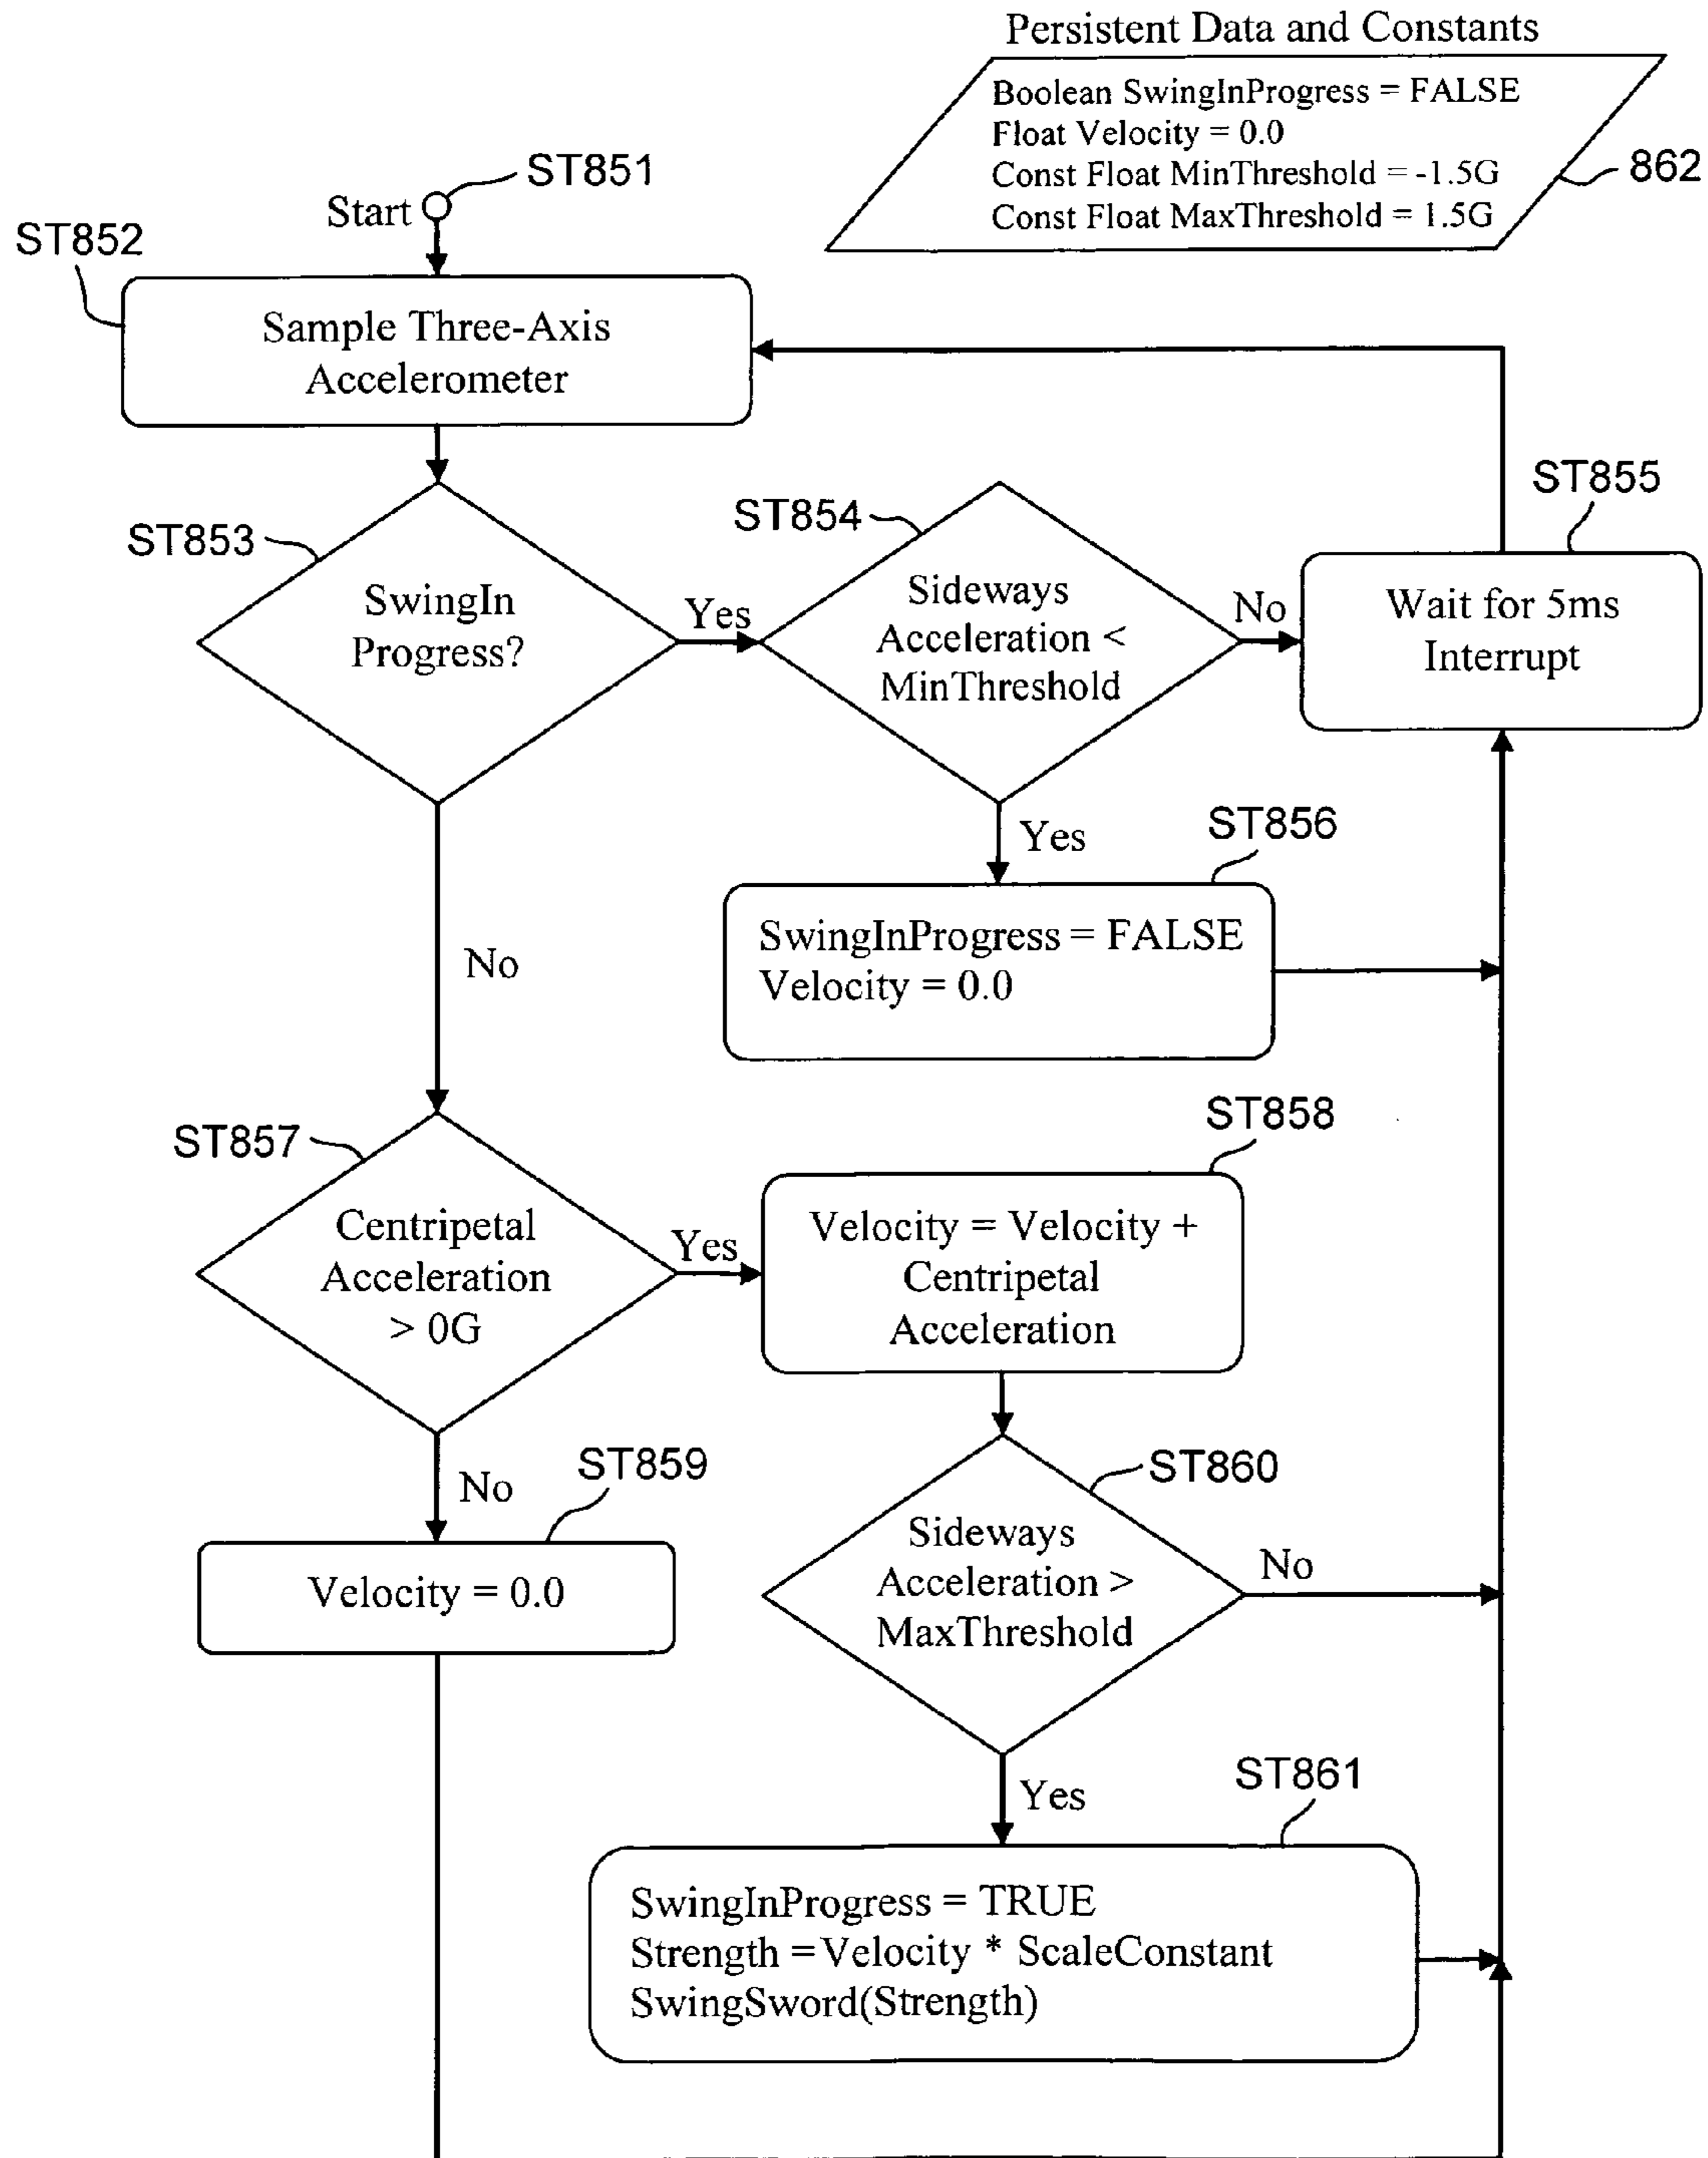 Persistent Data and Constants
Boolean SwingInProgress = FALSE
Float Velocity = 0.0
Const Float MinThreshold = -1.5G
Const Float MaxThreshold = 1.5G
862
ST851
Start
ST852
Sample Three-Axis
Accelerometer
ST853
SwingIn
Progress?
Yes
ST854
Sideways
Acceleration <
MinThreshold
No
ST855
Wait for 5ms
Interrupt
Yes
ST856
SwingInProgress = FALSE
Velocity = 0.0
No
ST857
Centripetal
Acceleration
> 0G
Yes
ST858
Velocity = Velocity +
Centripetal
Acceleration
No
ST859
Velocity = 0.0
ST860
Sideways
Acceleration >
MaxThreshold
No
Yes
ST861
SwingInProgress = TRUE
Strength =Velocity * ScaleConstant
SwingSword(Strength)